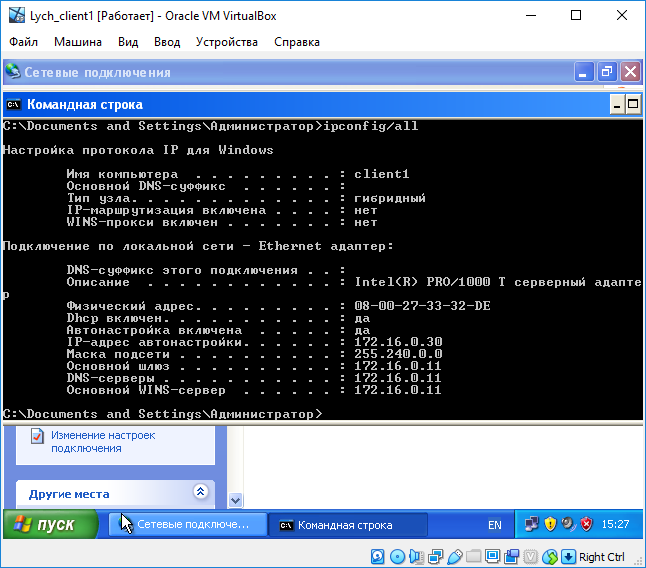 Lych_client1 [Работает] - Oracle VM VirtualBox
Файл Машина Вид Ввод Устройства Справка
Сетевые подключения
Командная строка
C:\Documents and Settings\Администратор>ipconfig/all
Настройка протокола IP для Windows
Имя компьютера . . . . . . . . . : client1
Основной DNS-суффикс . . . . . . :
Тип узла. . . . . . . . . . . . . : гибридный
IP-маршрутизация включена . . . . : нет
WINS-прокси включен . . . . . . . : нет
Подключение по локальной сети - Ethernet адаптер:
DNS-суффикс этого подключения . . :
Описание . . . . . . . . . . . . : Intel(R) PRO/1000 T серверный адапте
р
Физический адрес. . . . . . . . . : 08-00-27-33-32-DE
Dhcp включен. . . . . . . . . . . : да
Автонастройка включена . . . . . : да
IP-адрес автонастройки. . . . . . : 172.16.0.30
Маска подсети . . . . . . . . . . : 255.240.0.0
Основной шлюз . . . . . . . . . . : 172.16.0.11
DNS-серверы . . . . . . . . . . . : 172.16.0.11
Основной WINS-сервер . . . . . . : 172.16.0.11
C:\Documents and Settings\Администратор>
Изменение настроек
подключения
Другие места
пуск Сетевые подключе... Командная строка EN 15:27
Right Ctrl